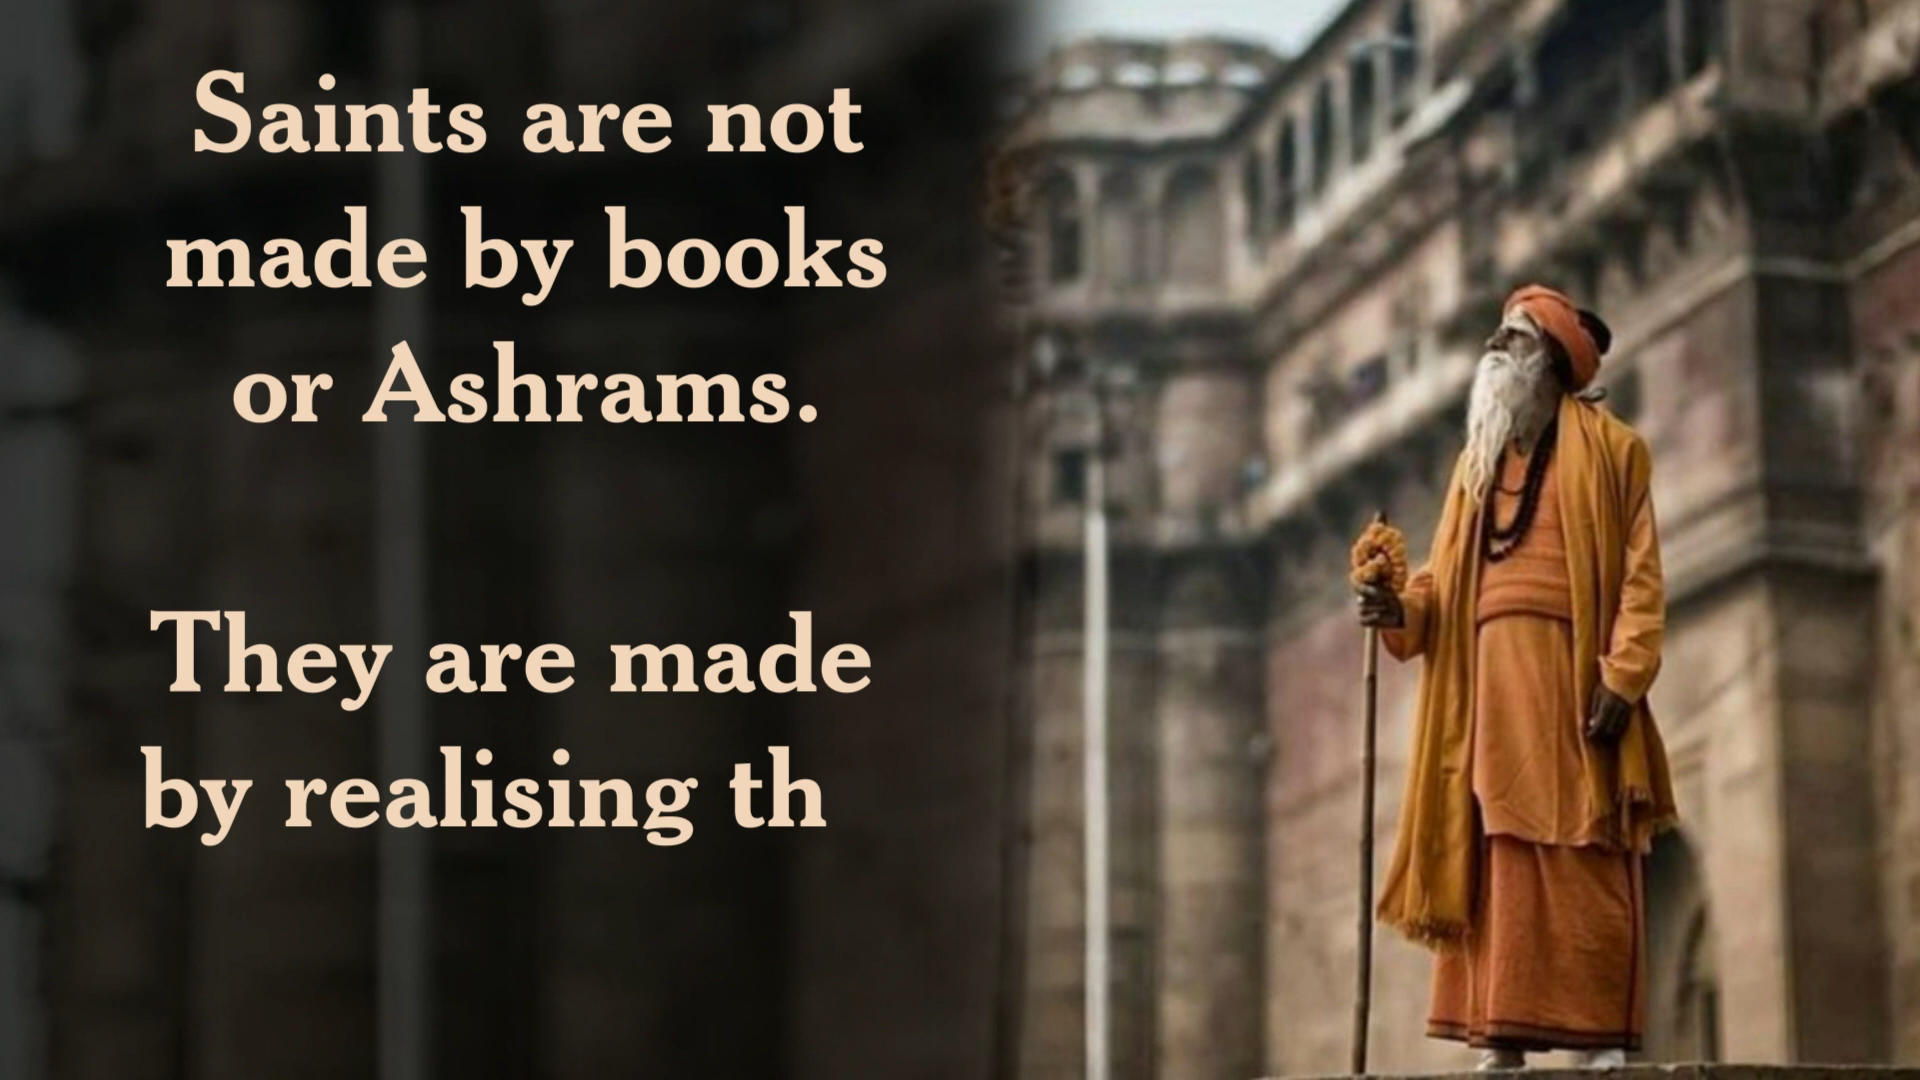 Saints are not
made by books
or Ashrams.
They are made
by realising th